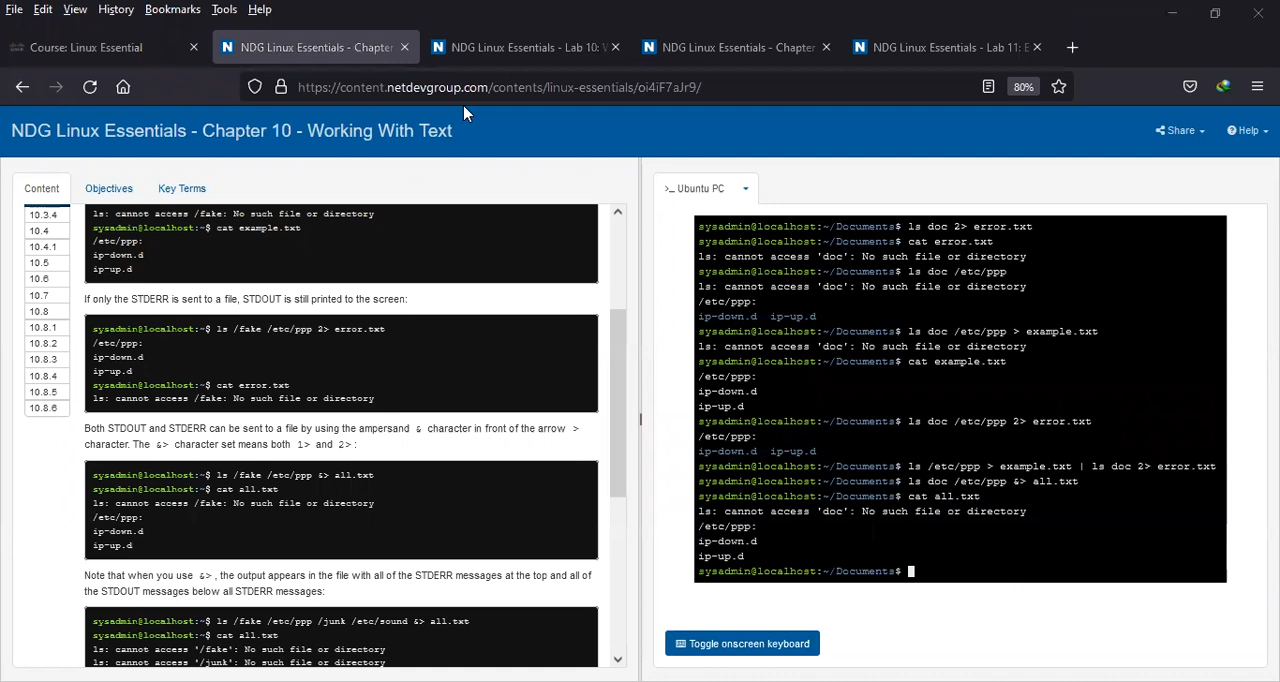 File Edit View History Bookmarks Tools Help
Course: Linux Essential
NDG Linux Essentials - Chapter
NDG Linux Essentials - Lab 10: W
NDG Linux Essentials - Chapter
NDG Linux Essentials - Lab 11: E
https://content.netdevgroup.com/contents/linux-essentials/oi4iF7aJr9/
80%
NDG Linux Essentials - Chapter 10 - Working With Text
Share
Help
Content Objectives Key Terms
10.3.4
10.4
10.4.1
10.5
10.6
10.7
10.8
10.8.1
10.8.2
10.8.3
10.8.4
10.8.5
10.8.6
ls: cannot access /fake: No such file or directory
sysadmin@localhost:~$ cat example.txt
/etc/ppp:
ip-down.d
ip-up.d
If only the STDERR is sent to a file, STDOUT is still printed to the screen:
sysadmin@localhost:~$ ls /fake /etc/ppp 2> error.txt
/etc/ppp:
ip-down.d
ip-up.d
sysadmin@localhost:~$ cat error.txt
ls: cannot access /fake: No such file or directory
Both STDOUT and STDERR can be sent to a file by using the ampersand & character in front of the arrow >
character. The &> character set means both 1> and 2>:
sysadmin@localhost:~$ ls /fake /etc/ppp &> all.txt
sysadmin@localhost:~$ cat all.txt
ls: cannot access /fake: No such file or directory
/etc/ppp:
ip-down.d
ip-up.d
Note that when you use &>, the output appears in the file with all of the STDERR messages at the top and all of
the STDOUT messages below all STDERR messages:
sysadmin@localhost:~$ ls /fake /etc/ppp /junk /etc/sound &> all.txt
sysadmin@localhost:~$ cat all.txt
ls: cannot access '/fake': No such file or directory
ls: cannot access '/junk': No such file or directory
>_ Ubuntu PC
sysadmin@localhost:~/Documents$ ls doc 2> error.txt
sysadmin@localhost:~/Documents$ cat error.txt
ls: cannot access 'doc': No such file or directory
sysadmin@localhost:~/Documents$ ls doc /etc/ppp
ls: cannot access 'doc': No such file or directory
/etc/ppp:
ip-down.d ip-up.d
sysadmin@localhost:~/Documents$ ls doc /etc/ppp > example.txt
ls: cannot access 'doc': No such file or directory
sysadmin@localhost:~/Documents$ cat example.txt
/etc/ppp:
ip-down.d
ip-up.d
sysadmin@localhost:~/Documents$ ls doc /etc/ppp 2> error.txt
/etc/ppp:
ip-down.d ip-up.d
sysadmin@localhost:~/Documents$ ls /etc/ppp > example.txt | ls doc 2> error.txt
sysadmin@localhost:~/Documents$ ls doc /etc/ppp &> all.txt
sysadmin@localhost:~/Documents$ cat all.txt
ls: cannot access 'doc': No such file or directory
/etc/ppp:
ip-down.d
ip-up.d
sysadmin@localhost:~/Documents$
Toggle onscreen keyboard